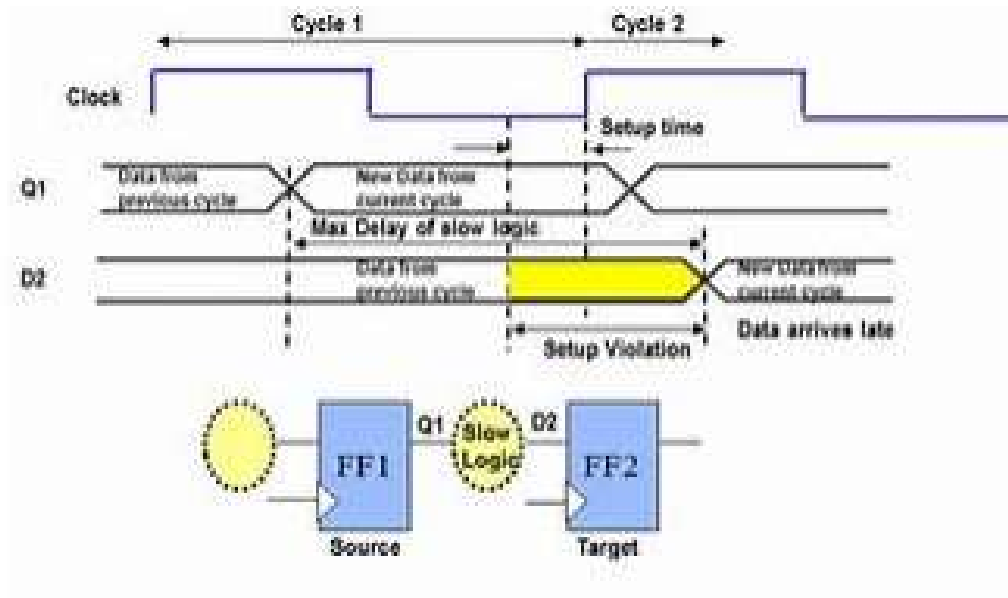 Cycle 1
Cycle 2
Clock
Setup time
Q1
Data from
previous cycle
New Data from
current cycle
Max Delay of slow logic
D2
Data from
previous cycle
New Data from
current cycle
Data arrives late
Setup Violation
Q1
Slow
Logic
D2
FF1
FF2
Source
Target